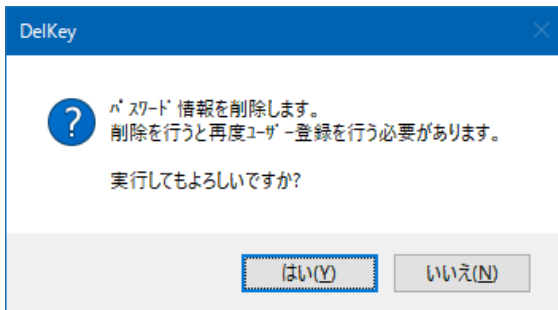 DelKey
ﾊﾟｽﾜｰﾄﾞ情報を削除します。
削除を行うと再度ﾕｰｻﾞｰ登録を行う必要があります。
実行してもよろしいですか?
はい(Y)
いいえ(N)